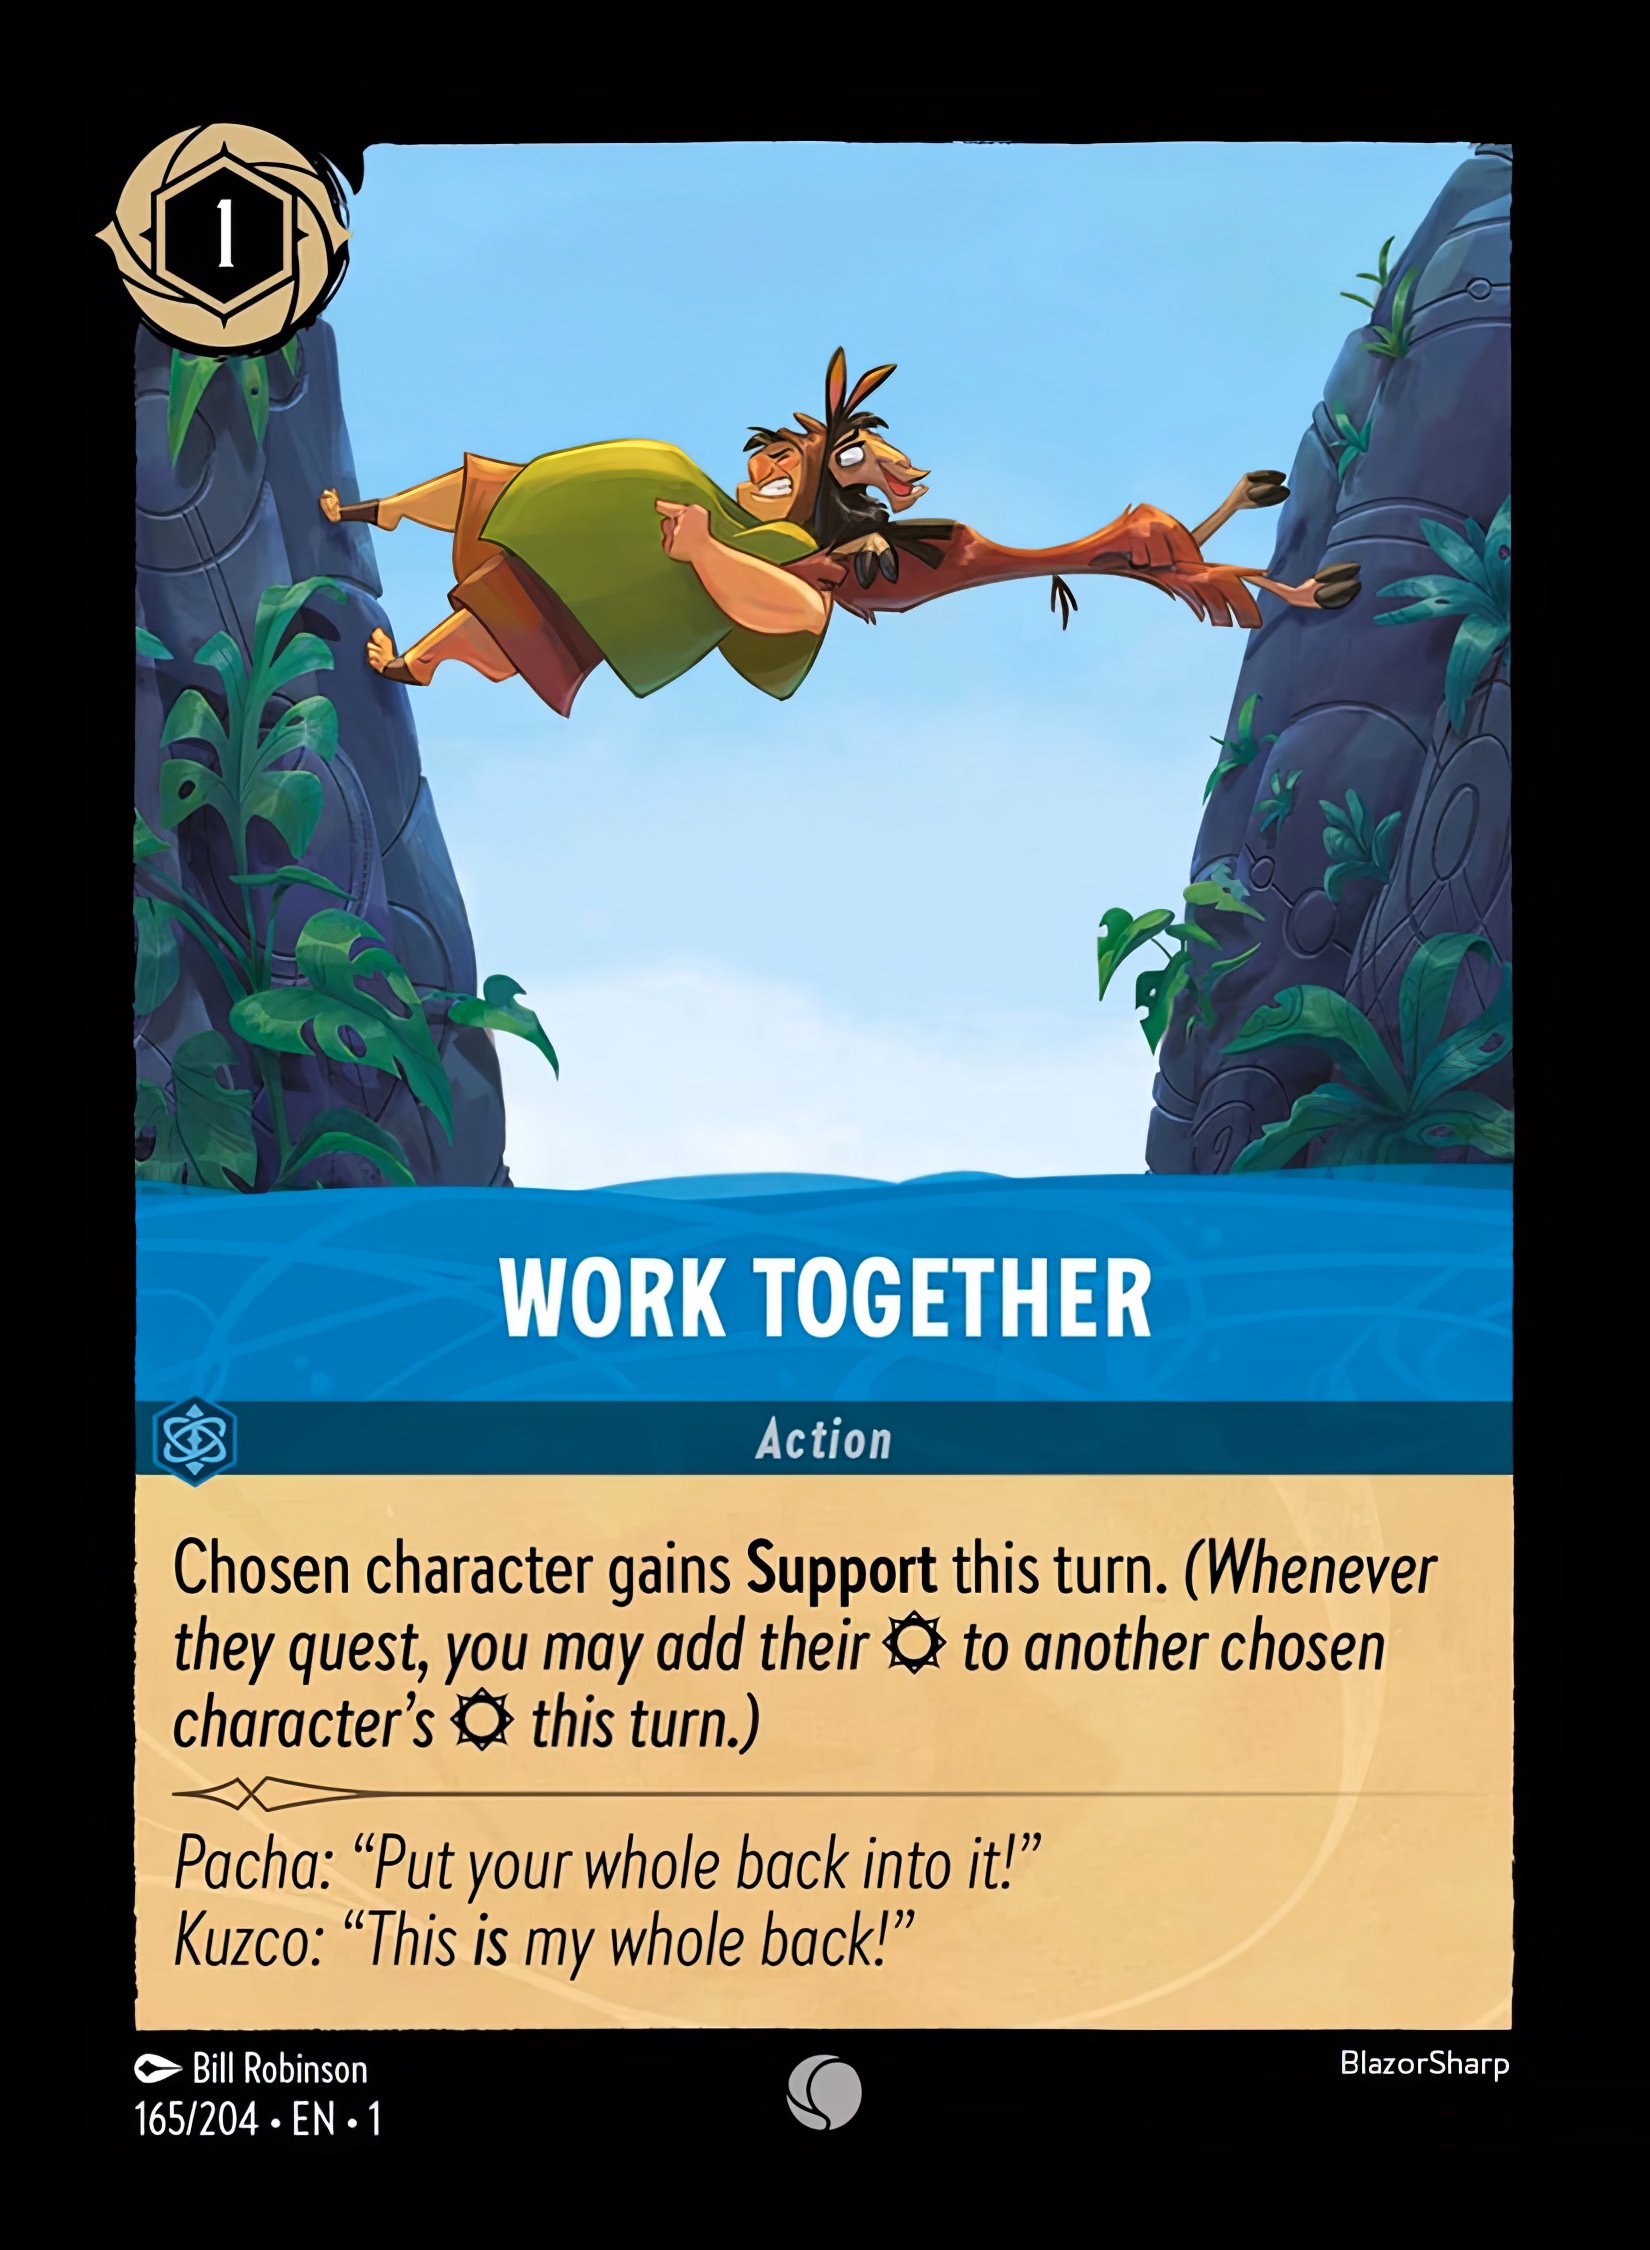 1
WORK TOGETHER
Action
Chosen character gains Support this turn. (Whenever
they quest, you may add their to another chosen
character’s this turn.)
Pacha: “Put your whole back into it!”
Kuzco: “This is my whole back!”
Bill Robinson
BlazorSharp
165/204 • EN • 1